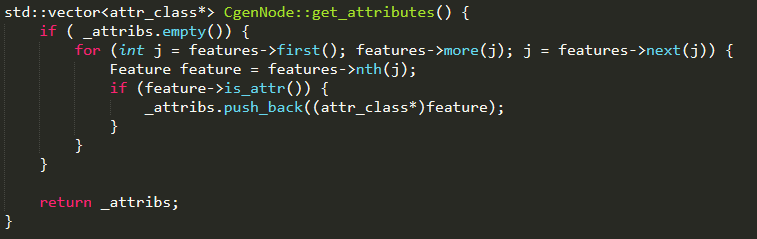 std::vector<attr_class*> CgenNode::get_attributes() {
    if ( _attribs.empty()) {
        for (int j = features->first(); features->more(j); j = features->next(j)) {
            Feature feature = features->nth(j);
            if (feature->is_attr()) {
                _attribs.push_back((attr_class*)feature);
            }
        }
    }

    return _attribs;
}